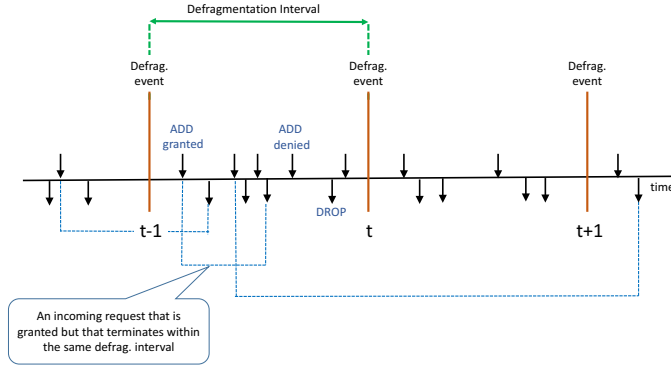 Defragmentation Interval
Defrag.
event
Defrag.
event
Defrag.
event
ADD
granted
ADD
denied
time
DROP
t-1
t
t+1
An incoming request that is
granted but that terminates within
the same defrag. interval